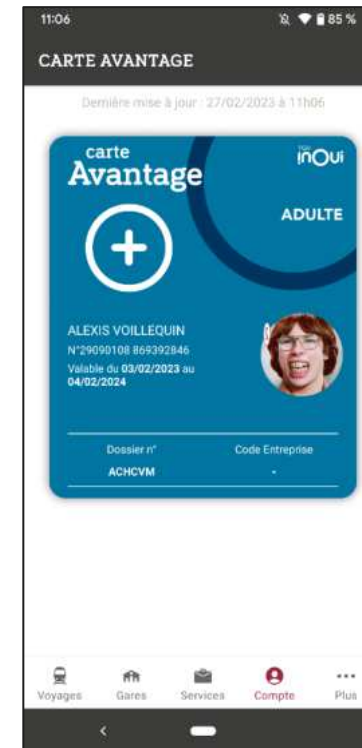 11:06
85 %
CARTE AVANTAGE
Dernière mise à jour : 27/02/2023 à 11h06
carte
Avantage
TGV
inOui
ADULTE
ALEXIS VOILLEQUIN
N°29090108 869392846
Valable du 03/02/2023 au
04/02/2024
Dossier n°
Code Entreprise
ACHCVM
-
Voyages
Gares
Services
Compte
Plus